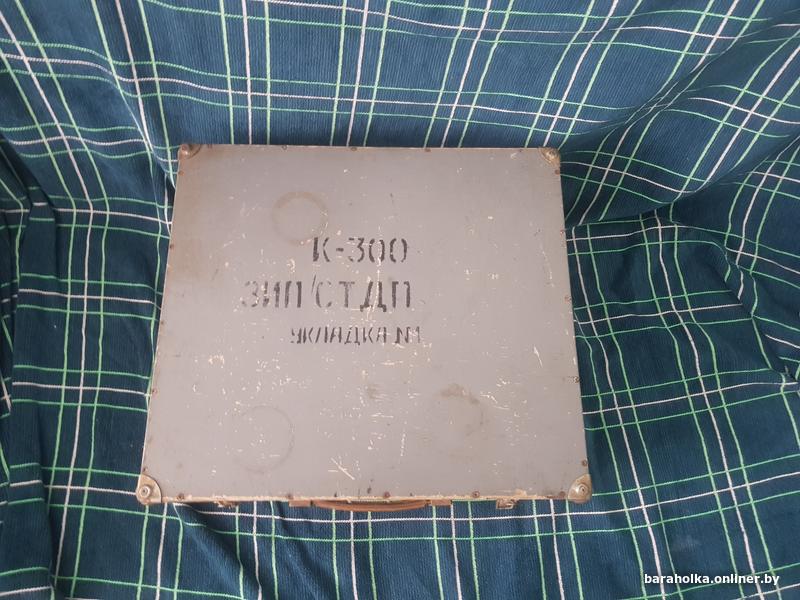 К-300
ЗИП/СТДП
УКЛАДКА №1
baraholka.onliner.by